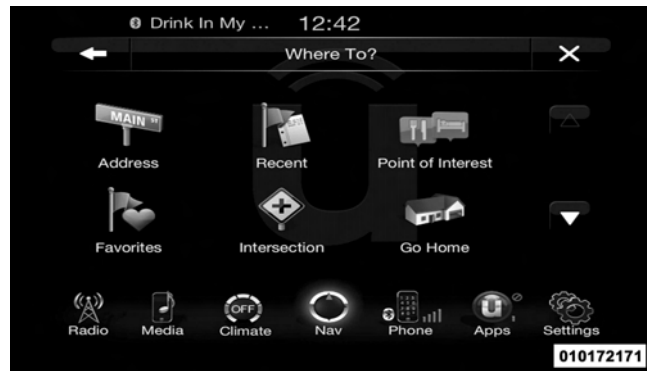 Drink In My ... 12:42
Where To?
MAIN ST
Address
Recent
Point of Interest
Favorites
Intersection
Go Home
OFF
Radio
Media
Climate
Nav
Phone
Apps
Settings
010172171